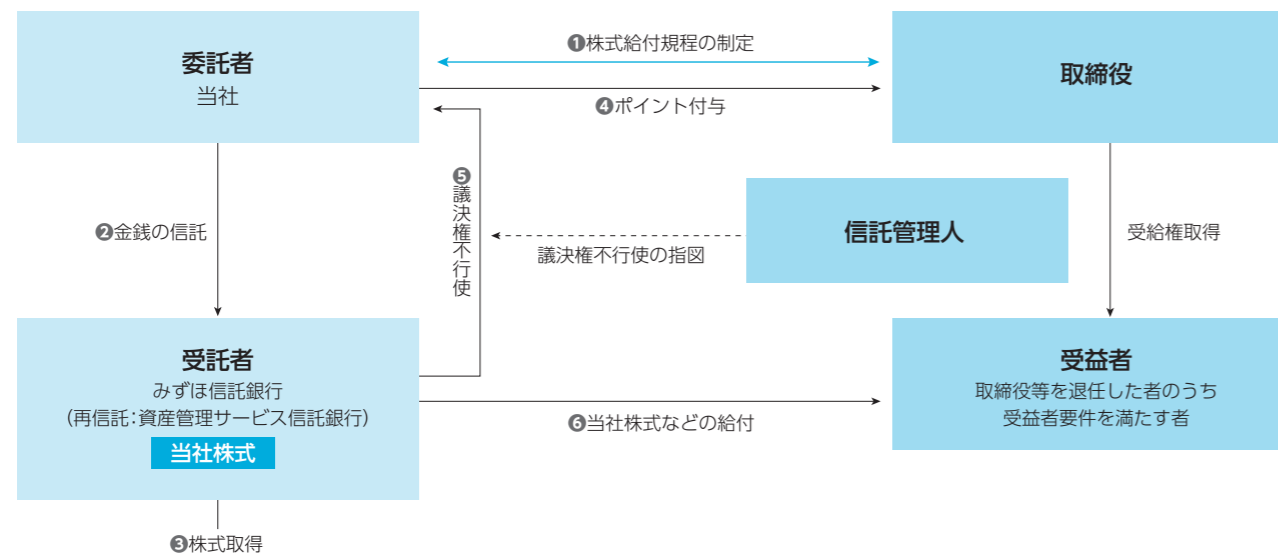 ❶株式給付規程の制定
委託者
当社
取締役
❹ポイント付与
❺議決権不行使
❷金銭の信託
信託管理人
議決権不行使の指図
受給権取得
受託者
みずほ信託銀行
(再信託:資産管理サービス信託銀行)
当社株式
受益者
取締役等を退任した者のうち
受益者要件を満たす者
❻当社株式などの給付
❸株式取得